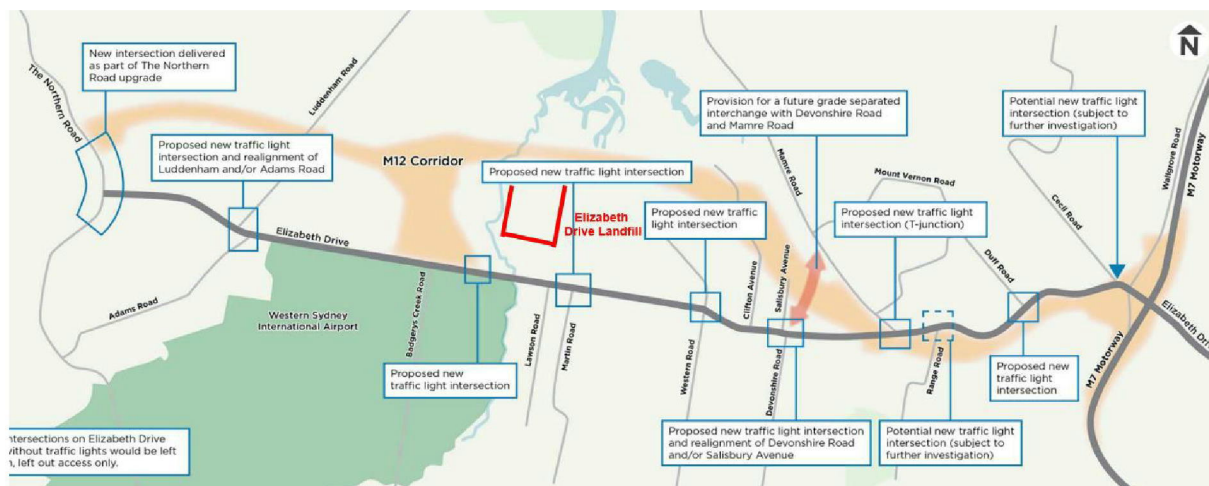 New intersection delivered
as part of The Northern
Road upgrade
The Northern
Road
Luddenham Road
Proposed new traffic light
intersection and realignment of
Luddenham and/or Adams Road
M12 Corridor
Proposed new traffic light intersection
Elizabeth
Drive Landfill
Provision for a future grade separated
interchange with Devonshire Road
and Mamre Road
Potential new traffic light
intersection (subject to
further investigation)
N
Wallgrove Road
M7 Motorway
Mamre Road
Mount Vernon Road
Cecil Road
Proposed new traffic
light intersection
Proposed new traffic light
intersection (T-junction)
Duff Road
Clifton Avenue
Salisbury Avenue
Elizabeth Drive
Adams Road
Western Sydney
International Airport
Badgerys Creek Road
Lawson Road
Martin Road
Western Road
Devonshire Road
Range Road
M7 Motorway
Elizabeth Drive
Proposed new
traffic light intersection
Proposed new
traffic light
intersection
Proposed new traffic light intersection
and realignment of Devonshire Road
and/or Salisbury Avenue
Potential new traffic light
intersection (subject to
further investigation)
ntersections on Elizabeth Drive
without traffic lights would be left
n, left out access only.